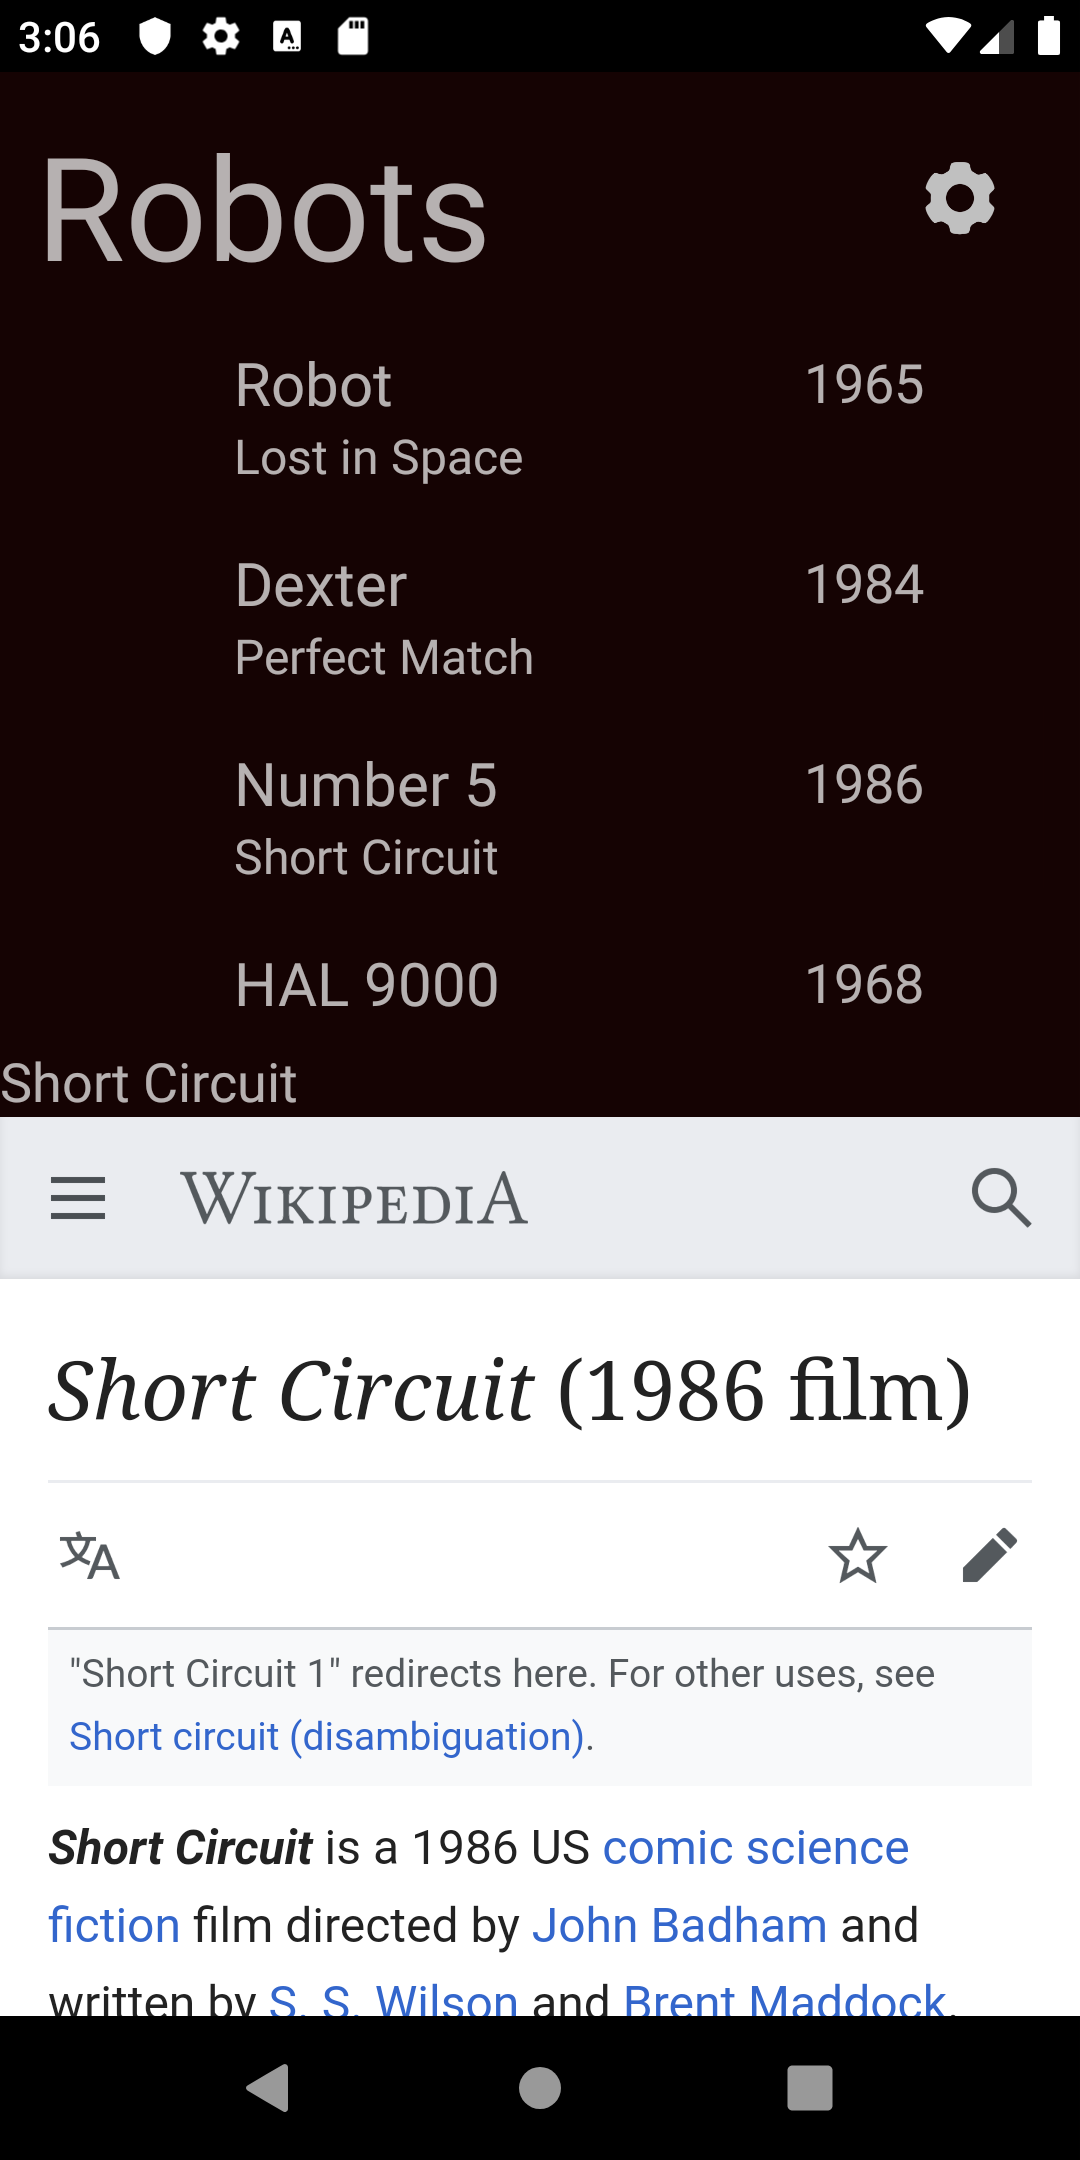 3:06
Robots
Robot 1965
Lost in Space
Dexter 1984
Perfect Match
Number 5 1986
Short Circuit
HAL 9000 1968
Short Circuit
WIKIPEDIA
Short Circuit (1986 film)
"Short Circuit 1" redirects here. For other uses, see
Short circuit (disambiguation).
Short Circuit is a 1986 US comic science
fiction film directed by John Badham and
written by S. S. Wilson and Brent Maddock.